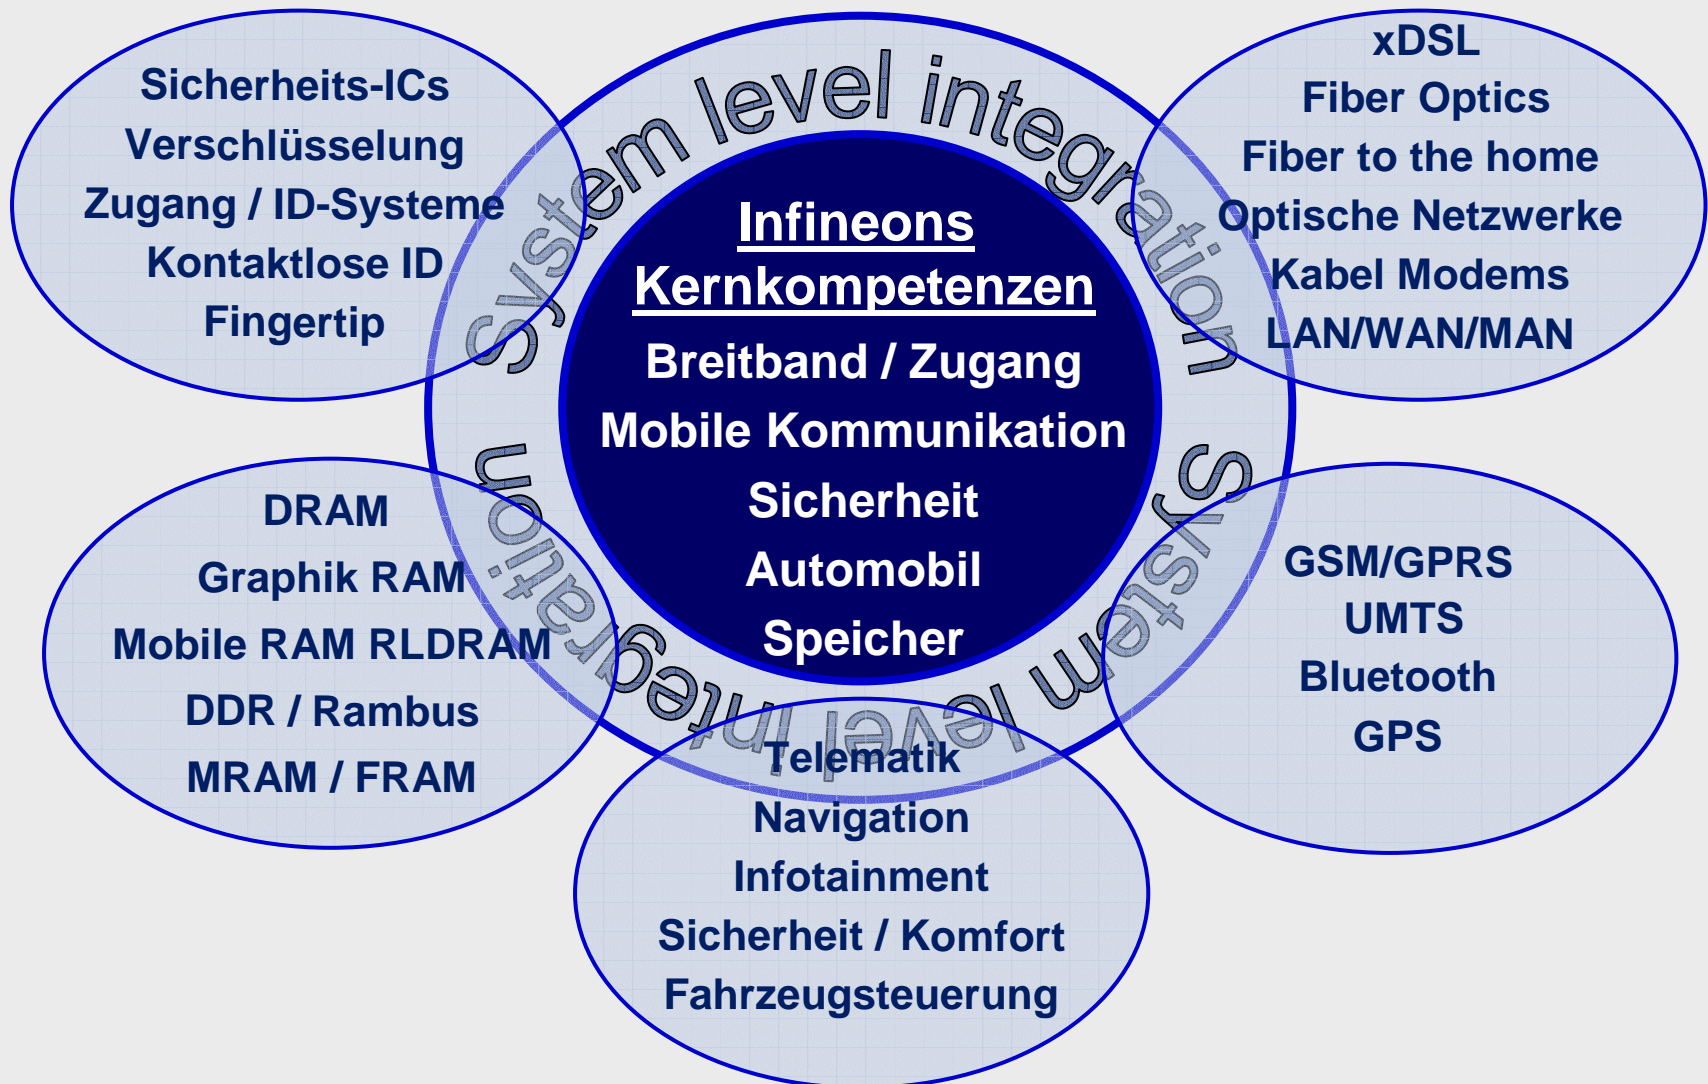 Sicherheits-ICs
Verschlüsselung
Zugang / ID-Systeme
Kontaktlose ID
Fingertip
System level integration
xDSL
Fiber Optics
Fiber to the home
Optische Netzwerke
Kabel Modems
LAN/WAN/MAN
Infineons
Kernkompetenzen
Breitband / Zugang
Mobile Kommunikation
Sicherheit
Automobil
Speicher
DRAM
Graphik RAM
Mobile RAM RLDRAM
DDR / Rambus
MRAM / FRAM
System level integration
GSM/GPRS
UMTS
Bluetooth
GPS
Telematik
Navigation
Infotainment
Sicherheit / Komfort
Fahrzeugsteuerung